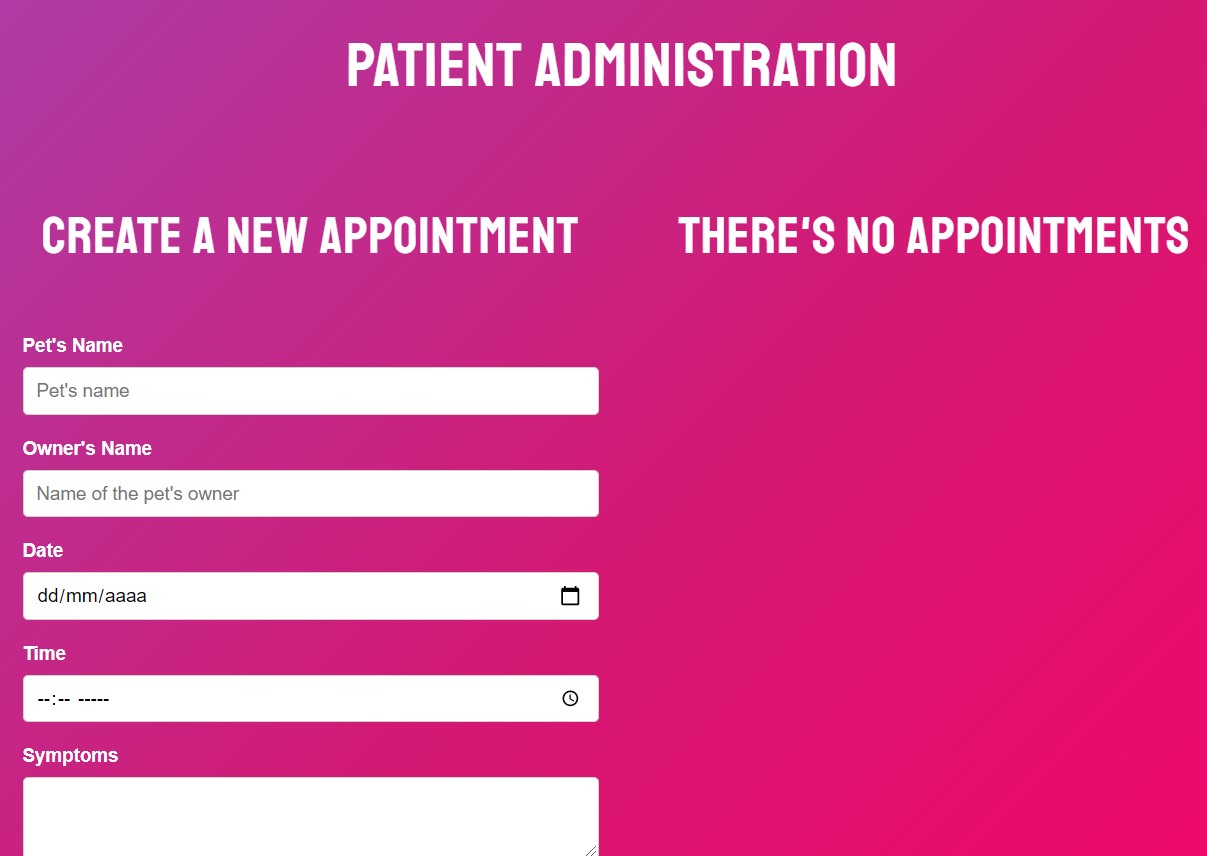 PATIENT ADMINISTRATION
CREATE A NEW APPOINTMENT
THERE'S NO APPOINTMENTS
Pet's Name
Pet's name
Owner's Name
Name of the pet's owner
Date
dd/mm/aaaa
Time
--:-- -----
Symptoms